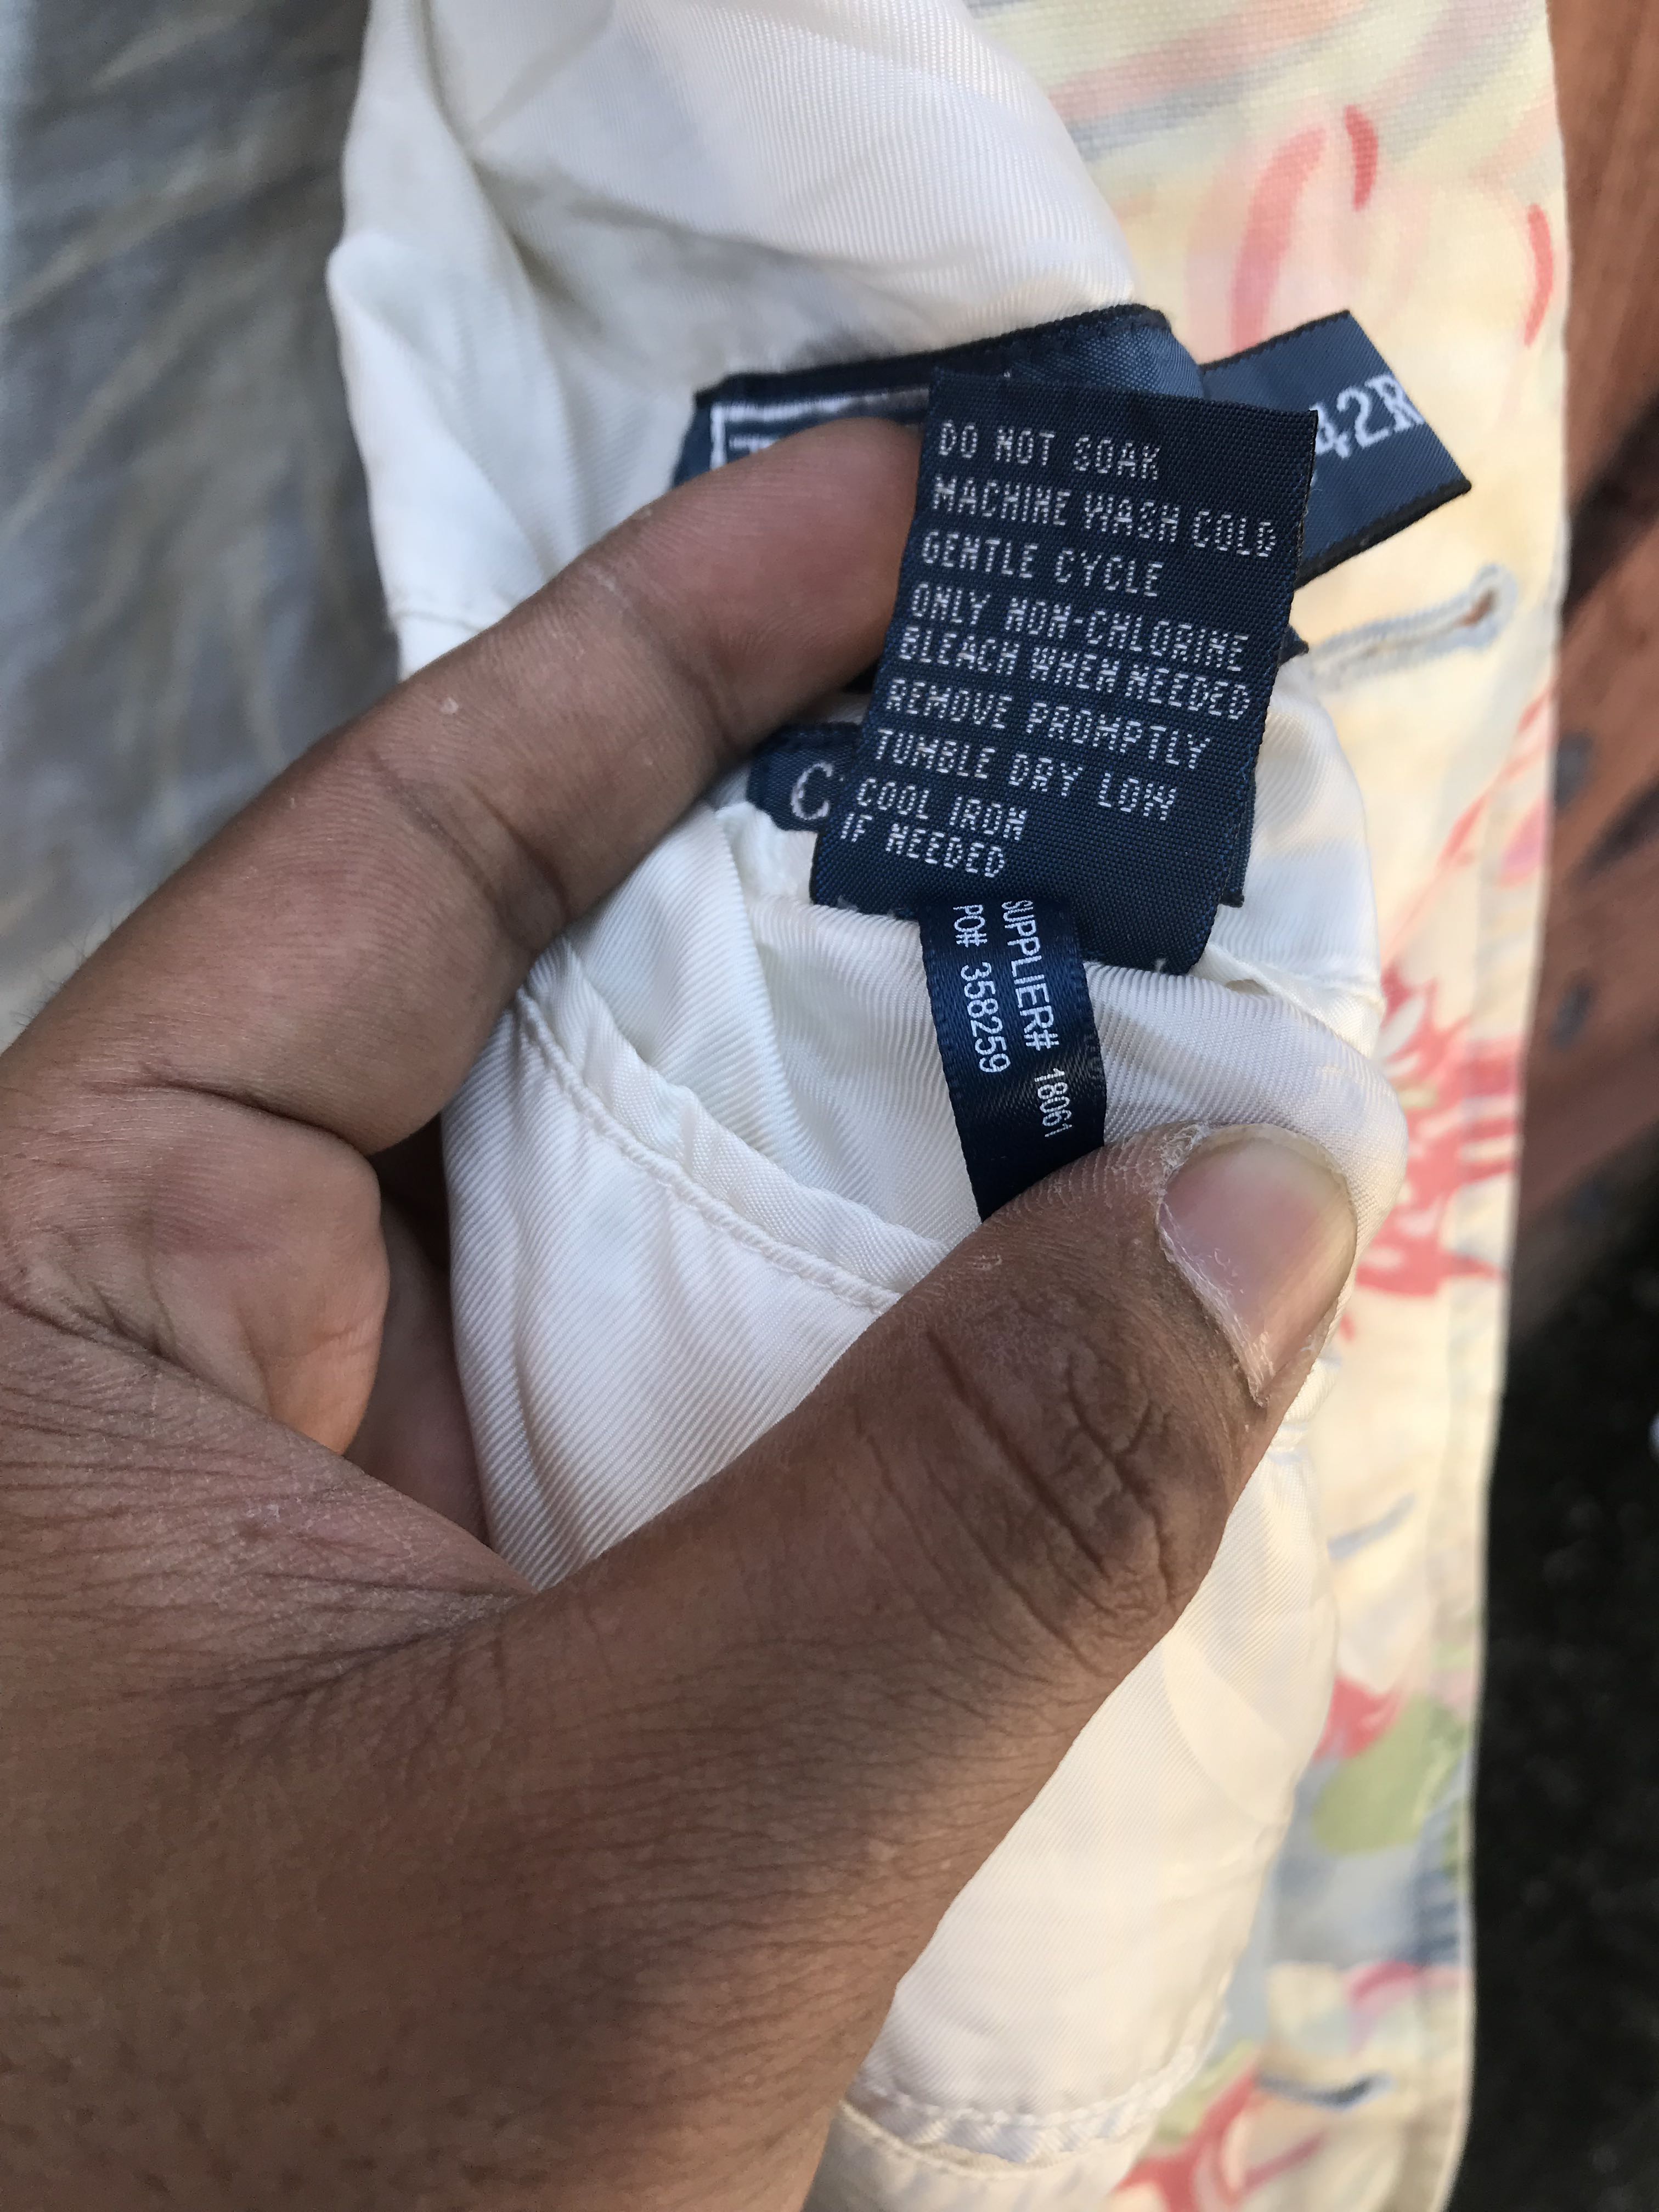 42R
DO NOT SOAK
MACHINE WASH COLD
GENTLE CYCLE
ONLY NON-CHLORINE
BLEACH WHEN NEEDED
REMOVE PROMPTLY
TUMBLE DRY LOW
COOL IRON
IF NEEDED
SUPPLIER# 18061
PO# 358259